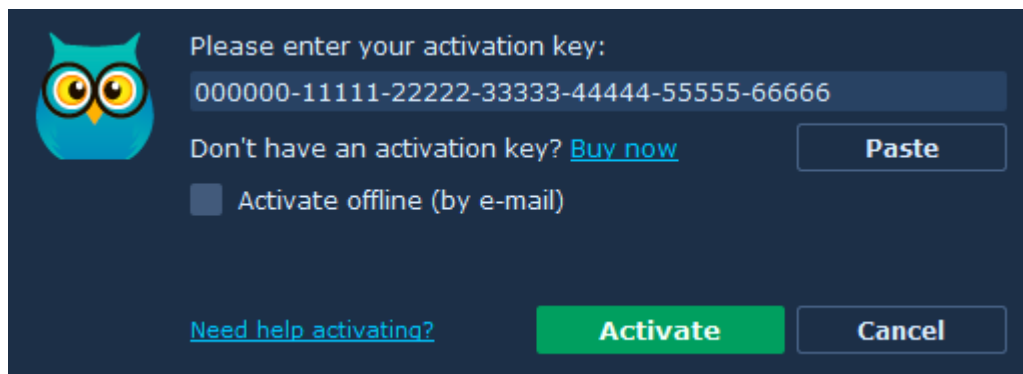 Please enter your activation key:
000000-11111-22222-33333-44444-55555-66666
Don't have an activation key? Buy now
Paste
Activate offline (by e-mail)
Need help activating?
Activate
Cancel